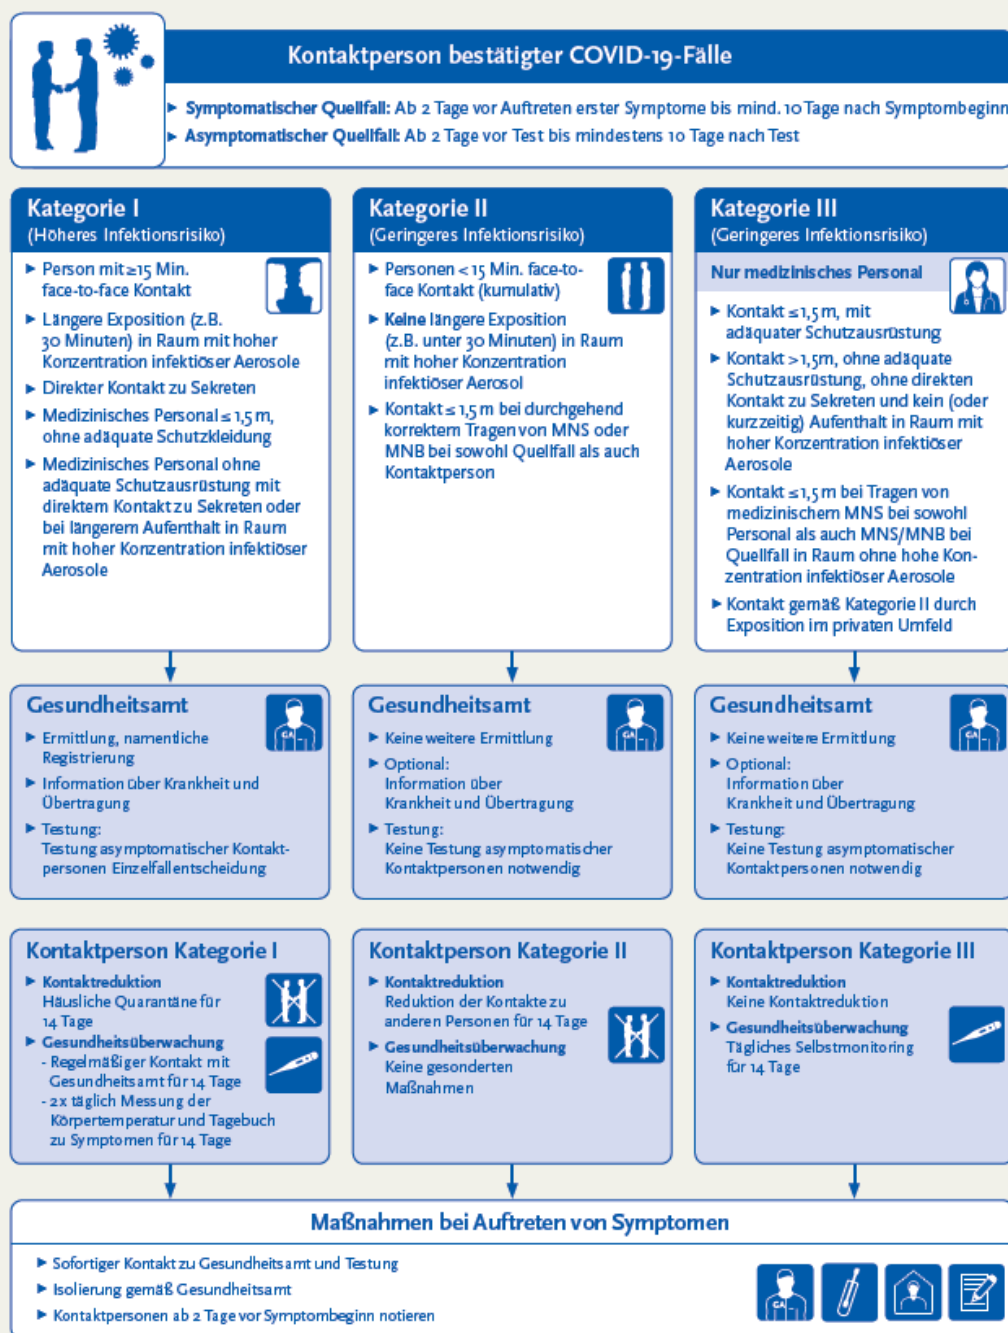 Kontaktperson bestätigter COVID-19-Fälle
► Symptomatischer Quellfall: Ab 2 Tage vor Auftreten erster Symptome bis mind. 10 Tage nach Symptombeginn
► Asymptomatischer Quellfall: Ab 2 Tage vor Test bis mindestens 10 Tage nach Test
Kategorie I
(Höheres Infektionsrisiko)
► Person mit ≥15 Min.
face-to-face Kontakt
► Längere Exposition (z.B.
30 Minuten) in Raum mit hoher
Konzentration infektiöser Aerosole
► Direkter Kontakt zu Sekreten
► Medizinisches Personal ≤ 1,5 m,
ohne adäquate Schutzkleidung
► Medizinisches Personal ohne
adäquate Schutzausrüstung mit
direktem Kontakt zu Sekreten oder
bei längerem Aufenthalt in Raum
mit hoher Konzentration infektiöser
Aerosole
Kategorie II
(Geringeres Infektionsrisiko)
► Personen < 15 Min. face-to-
face Kontakt (kumulativ)
► Keine längere Exposition
(z.B. unter 30 Minuten) in Raum
mit hoher Konzentration
infektiöser Aerosol
► Kontakt ≤ 1,5 m bei durchgehend
korrektem Tragen von MNS oder
MNB bei sowohl Quellfall als auch
Kontaktperson
Kategorie III
(Geringeres Infektionsrisiko)
Nur medizinisches Personal
► Kontakt ≤1,5 m, mit
adäquater Schutzausrüstung
► Kontakt >1,5m, ohne adäquate
Schutzausrüstung, ohne direkten
Kontakt zu Sekreten und kein (oder
kurzzeitig) Aufenthalt in Raum mit
hoher Konzentration infektiöser
Aerosole
► Kontakt ≤1,5 m bei Tragen von
medizinischem MNS bei sowohl
Personal als auch MNS/MNB bei
Quellfall in Raum ohne hohe Kon-
zentration infektiöser Aerosole
► Kontakt gemäß Kategorie II durch
Exposition im privaten Umfeld
Gesundheitsamt
GA
► Ermittlung, namentliche
Registrierung
► Information über Krankheit und
Übertragung
► Testung:
Testung asymptomatischer Kontakt-
personen Einzelfallentscheidung
Gesundheitsamt
GA
► Keine weitere Ermittlung
► Optional:
Information über
Krankheit und Übertragung
► Testung:
Keine Testung asymptomatischer
Kontaktpersonen notwendig
Gesundheitsamt
GA
► Keine weitere Ermittlung
► Optional:
Information über
Krankheit und Übertragung
► Testung:
Keine Testung asymptomatischer
Kontaktpersonen notwendig
Kontaktperson Kategorie I
► Kontaktreduktion
Häusliche Quarantäne für
14 Tage
► Gesundheitsüberwachung
- Regelmäßiger Kontakt mit
Gesundheitsamt für 14 Tage
- 2x täglich Messung der
Körpertemperatur und Tagebuch
zu Symptomen für 14 Tage
Kontaktperson Kategorie II
► Kontaktreduktion
Reduktion der Kontakte zu
anderen Personen für 14 Tage
► Gesundheitsüberwachung
Keine gesonderten
Maßnahmen
Kontaktperson Kategorie III
► Kontaktreduktion
Keine Kontaktreduktion
► Gesundheitsüberwachung
Tägliches Selbstmonitoring
für 14 Tage
Maßnahmen bei Auftreten von Symptomen
► Sofortiger Kontakt zu Gesundheitsamt und Testung
► Isolierung gemäß Gesundheitsamt
► Kontaktpersonen ab 2 Tage vor Symptombeginn notieren
GA